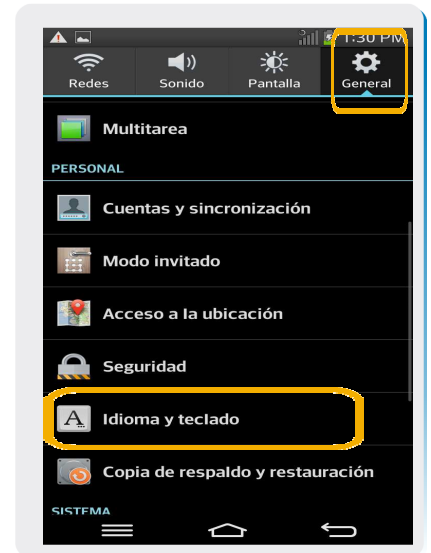 1:30 PM
Redes Sonido Pantalla General
Multitarea
PERSONAL
Cuentas y sincronización
Modo invitado
Acceso a la ubicación
Seguridad
A Idioma y teclado
Copia de respaldo y restauración
SISTEMA